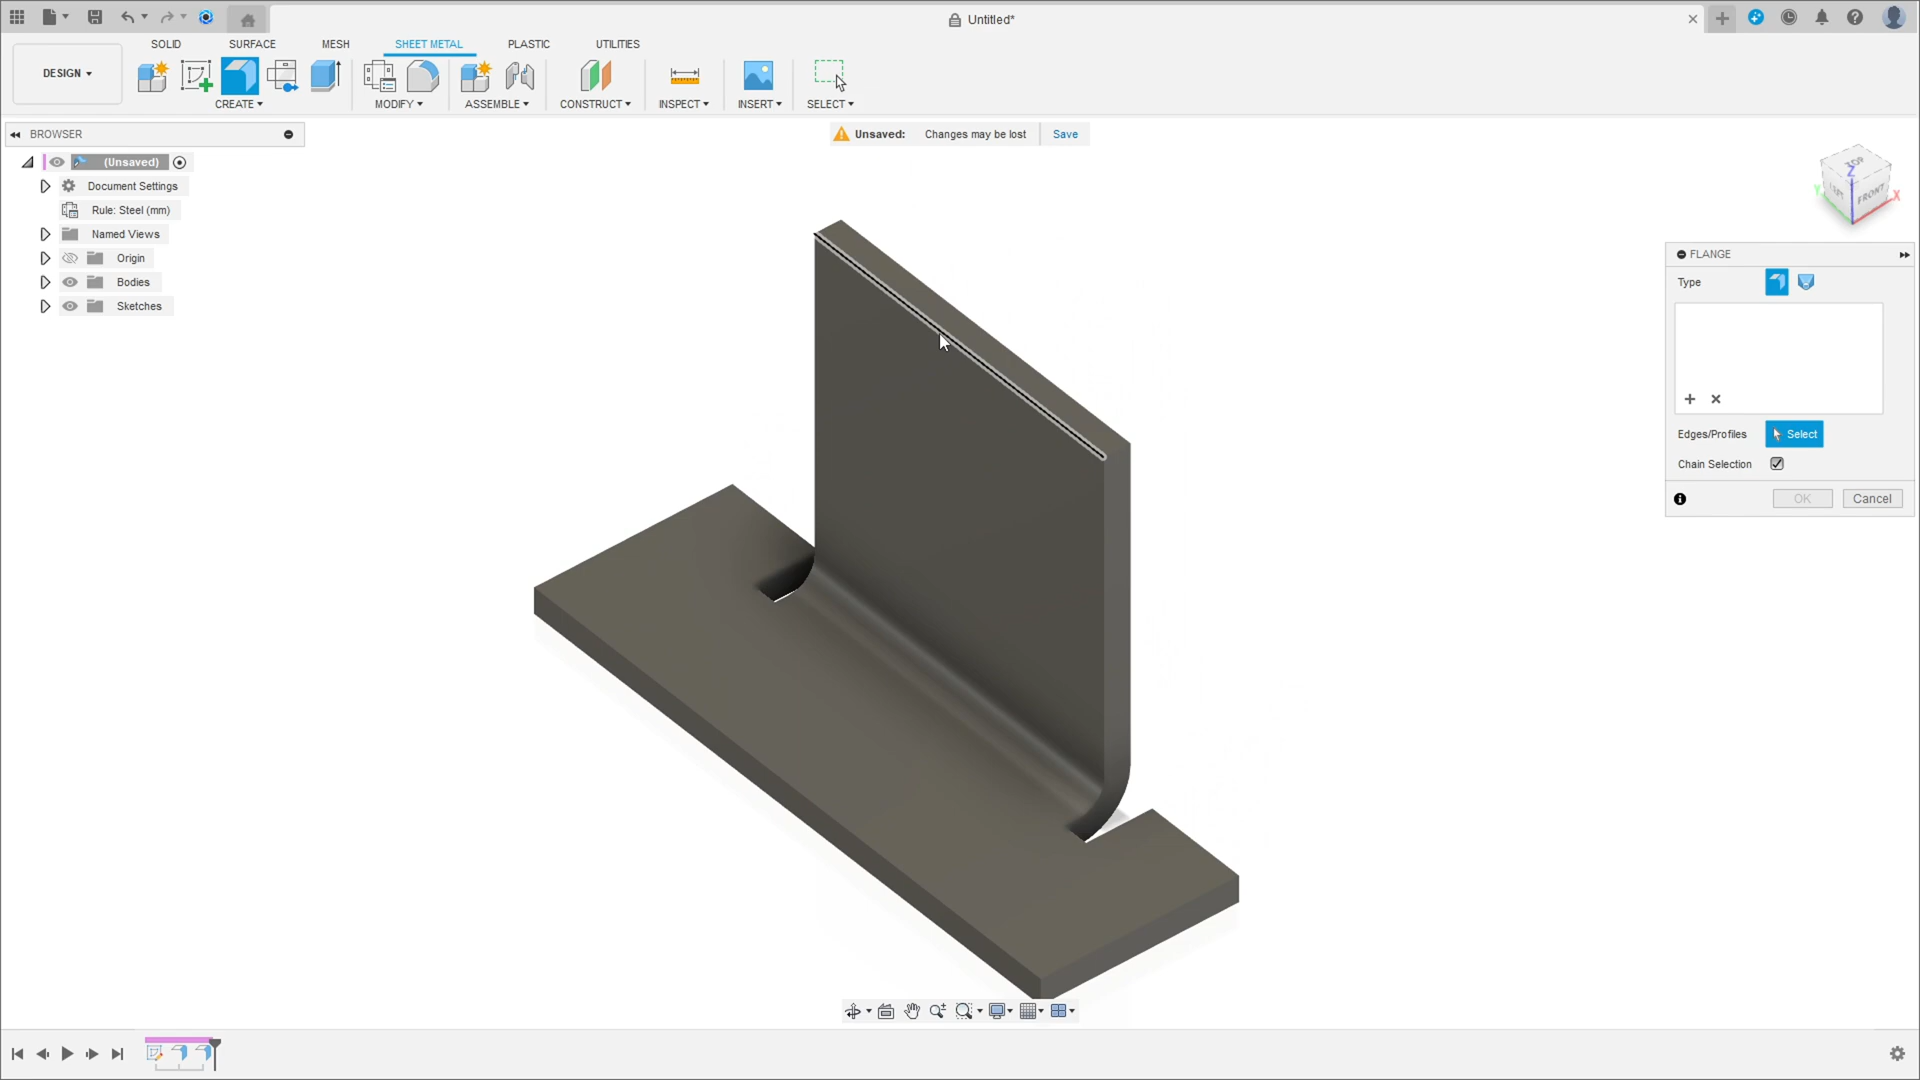 Untitled*
SOLID SURFACE MESH SHEET METAL PLASTIC UTILITIES
DESIGN
CREATE MODIFY ASSEMBLE CONSTRUCT INSPECT INSERT SELECT
BROWSER
Unsaved: Changes may be lost Save
(Unsaved)
Document Settings
Rule: Steel (mm)
Named Views
Origin
Bodies
Sketches
TOP
Z
Y
LEFT FRONT
X
FLANGE
Type
Edges/Profiles Select
Chain Selection
OK Cancel